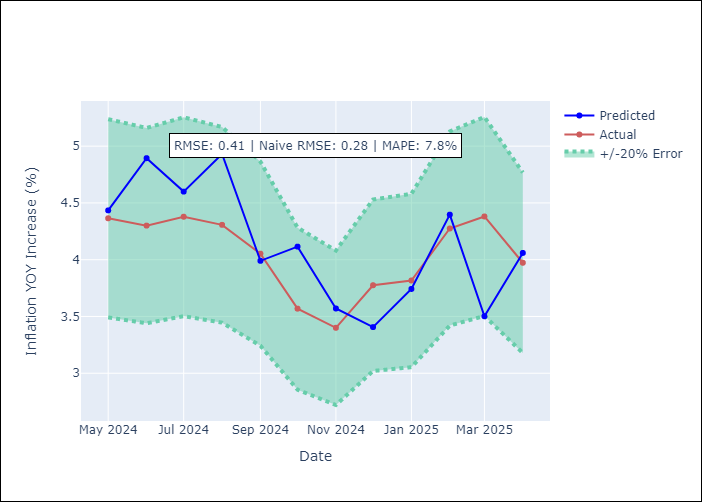 Predicted
Actual
+/-20% Error
RMSE: 0.41 | Naive RMSE: 0.28 | MAPE: 7.8%
5
4.5
4
3.5
3
Inflation YOY Increase (%)
May 2024
Jul 2024
Sep 2024
Nov 2024
Jan 2025
Mar 2025
Date